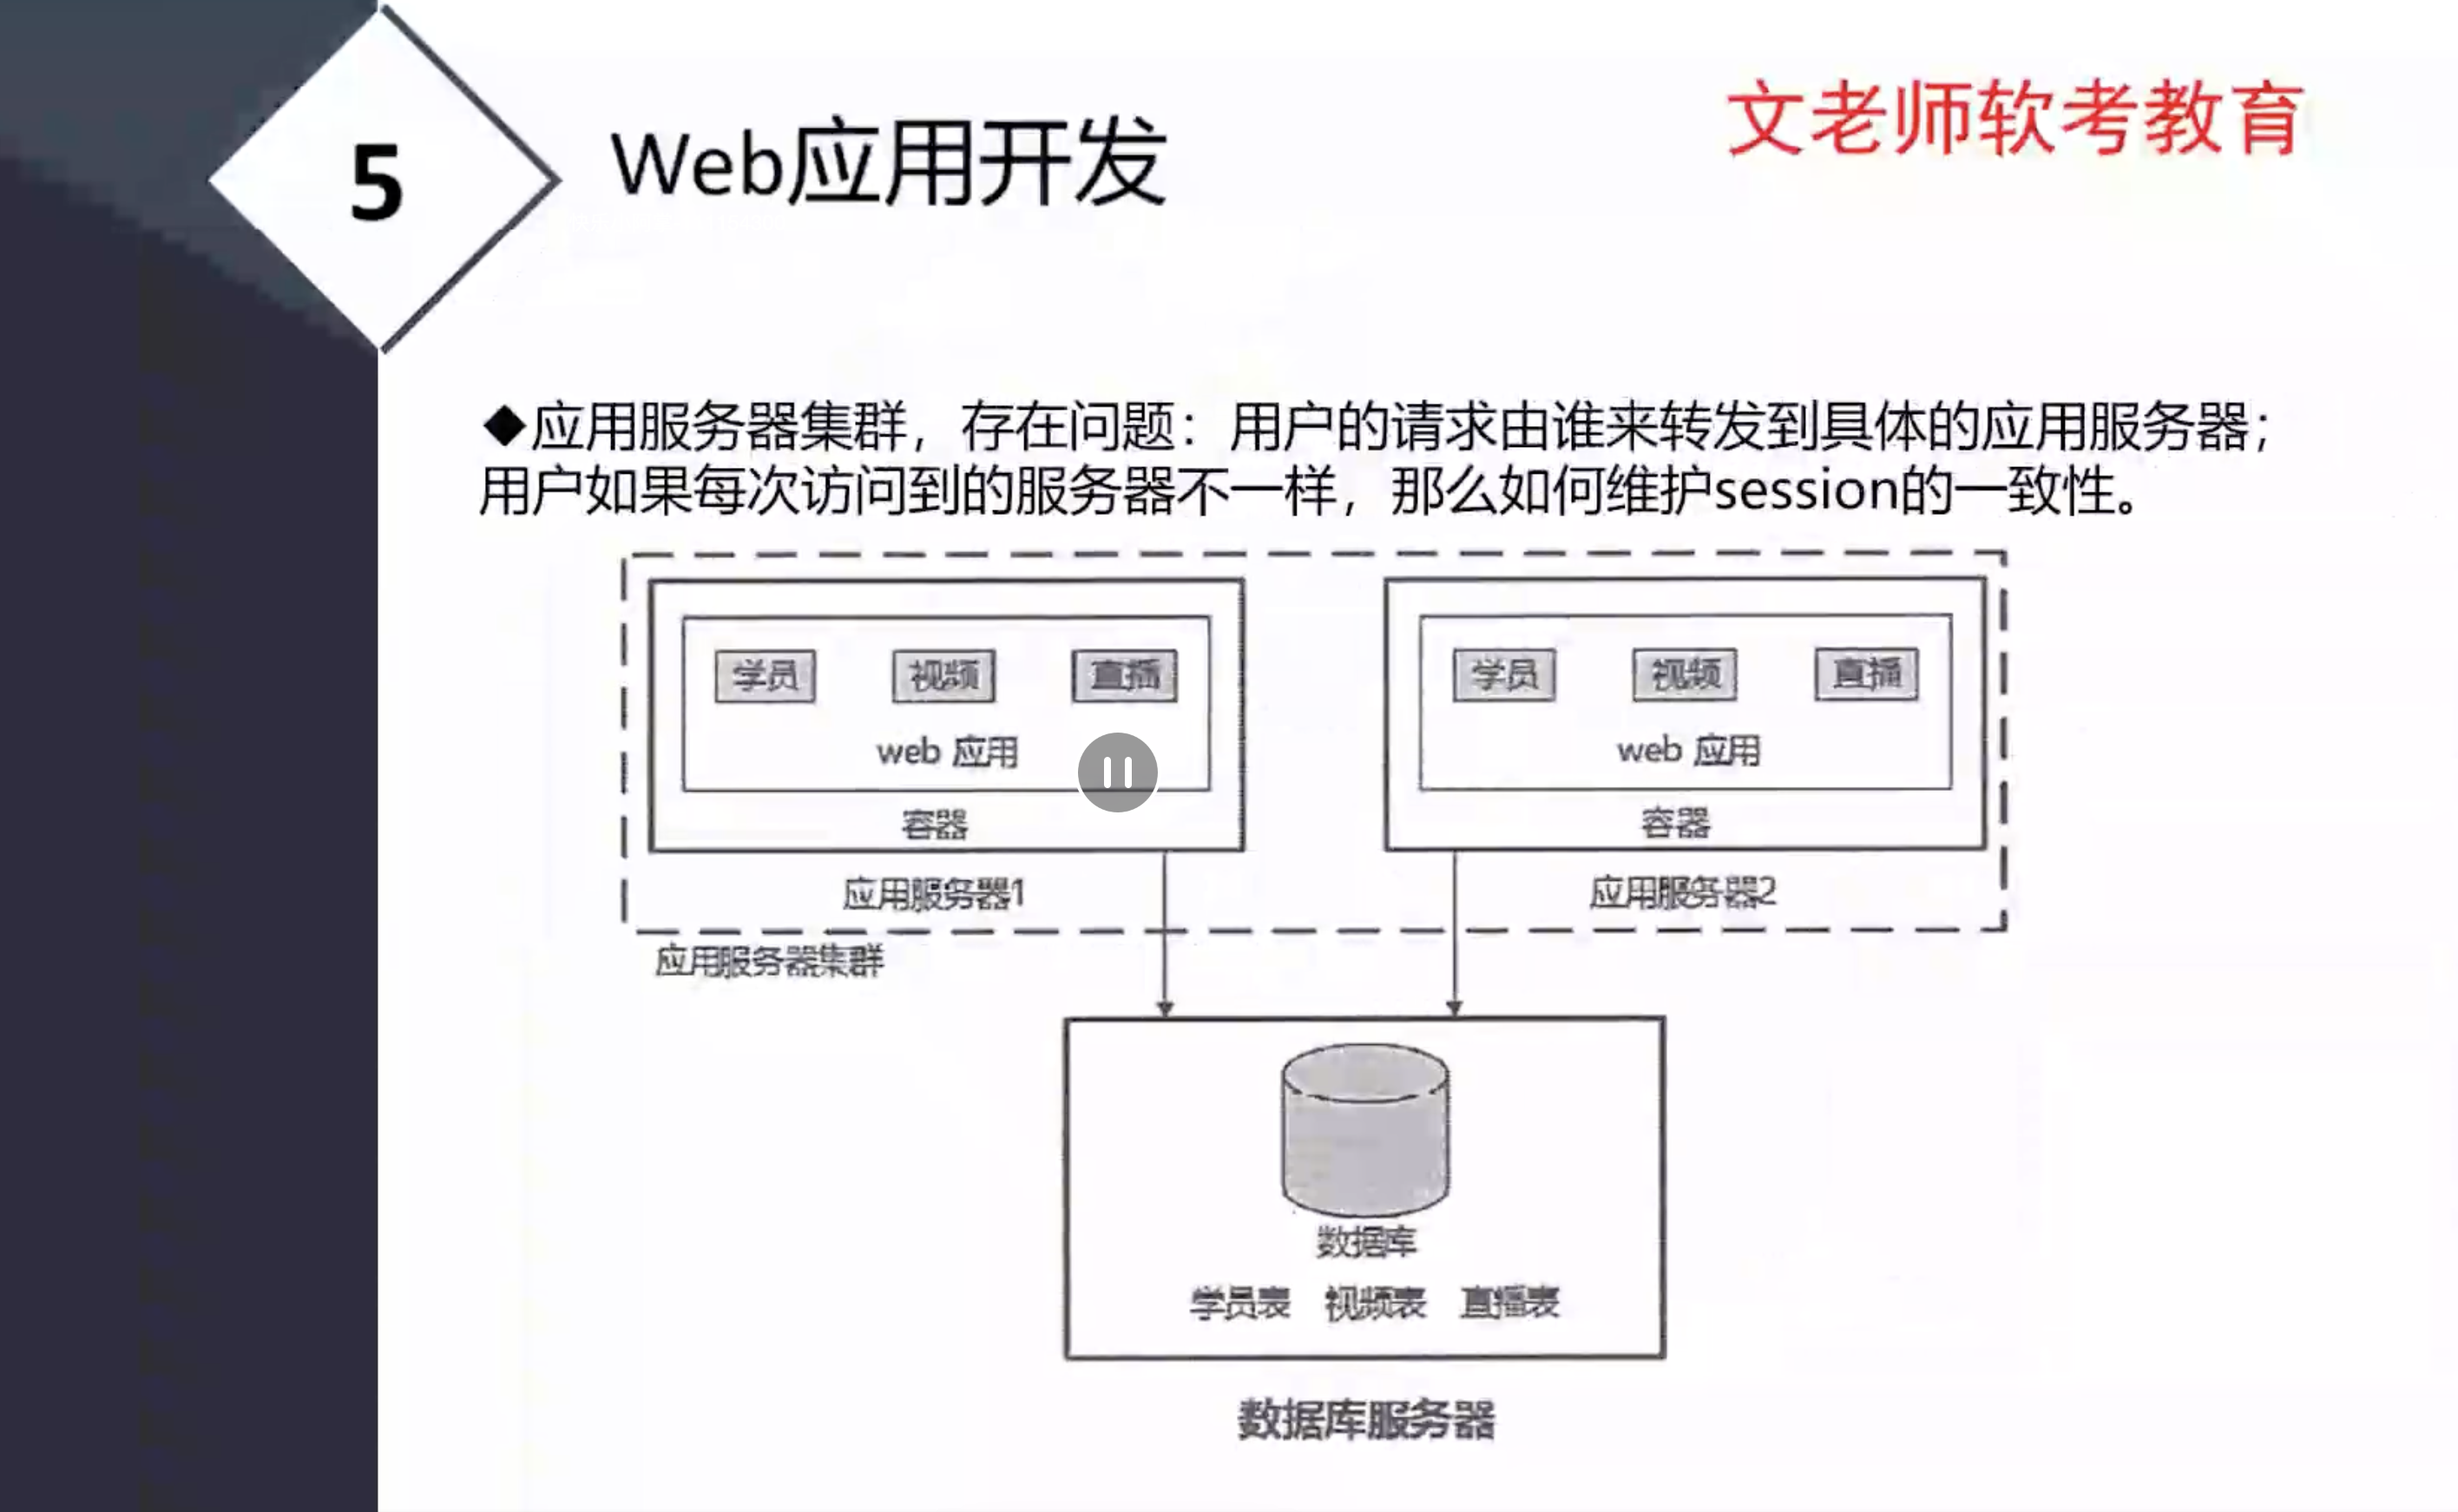 5
Web应用开发
文老师软考教育
◆应用服务器集群，存在问题：用户的请求由谁来转发到具体的应用服务器；
用户如果每次访问到的服务器不一样，那么如何维护session的一致性。
学员 视频 直播
web 应用
容器
应用服务器1
学员 视频 直播
web 应用
容器
应用服务器2
应用服务器集群
数据库
学员表 视频表 直播表
数据库服务器